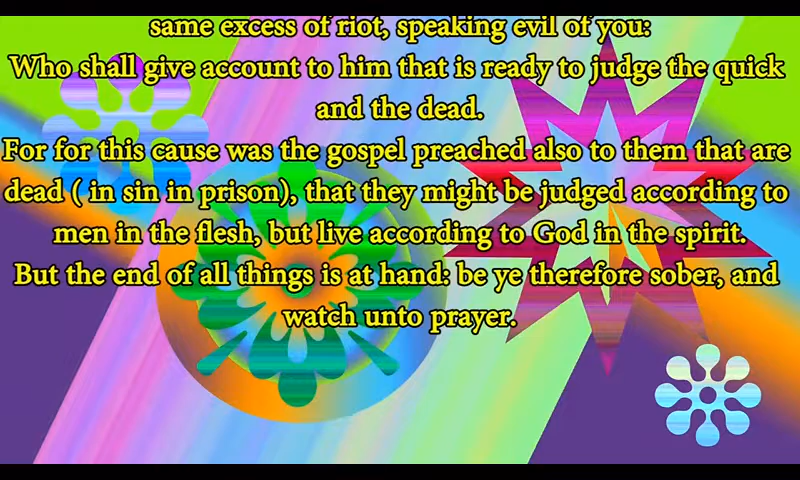 same excess of riot, speaking evil of you:
Who shall give account to him that is ready to judge the quick
and the dead.
For for this cause was the gospel preached also to them that are
dead ( in sin in prison), that they might be judged according to
men in the flesh, but live according to God in the spirit.
But the end of all things is at hand: be ye therefore sober, and
watch unto prayer.